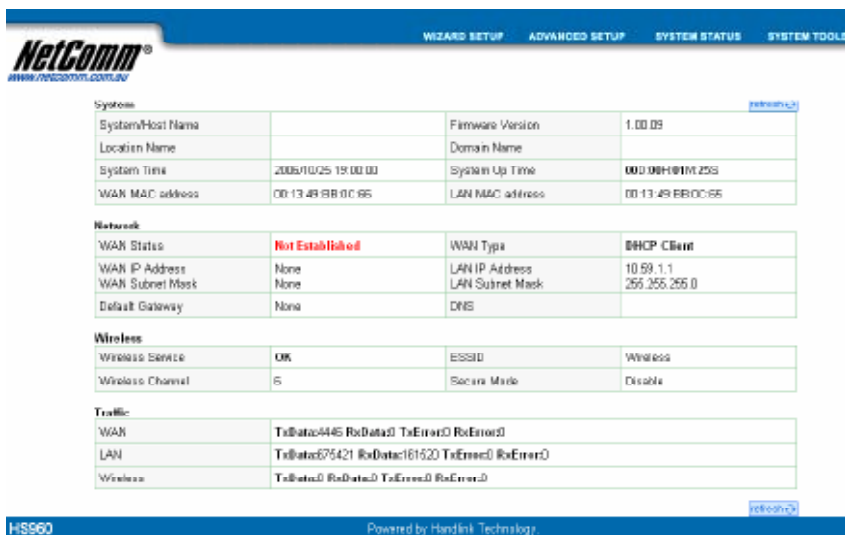 WIZARD SETUP ADVANCED SETUP SYSTEM STATUS SYSTEM TOOLS
NetComm®
www.netcomm.com.au
System refresh
System/Host Name Firmware Version 1.00.09
Location Name Domain Name
System Time 2006/10/25 19:00:00 System Up Time 00D:00H:01M:25S
WAN MAC address 00:13:49:BB:0C:66 LAN MAC address 00:13:49:BB:0C:65
Network
WAN Status Not Established WAN Type DHCP Client
WAN IP Address None LAN IP Address 10.59.1.1
WAN Subnet Mask None LAN Subnet Mask 255.255.255.0
Default Gateway None DNS
Wireless
Wireless Service OK ESSID Wireless
Wireless Channel 6 Secure Mode Disable
Traffic
WAN TxData:4446 RxData:0 TxError:0 RxError:0
LAN TxData:675421 RxData:161520 TxError:0 RxError:0
Wireless TxData:0 RxData:0 TxError:0 RxError:0
refresh
HS960 Powered by Handlink Technology.